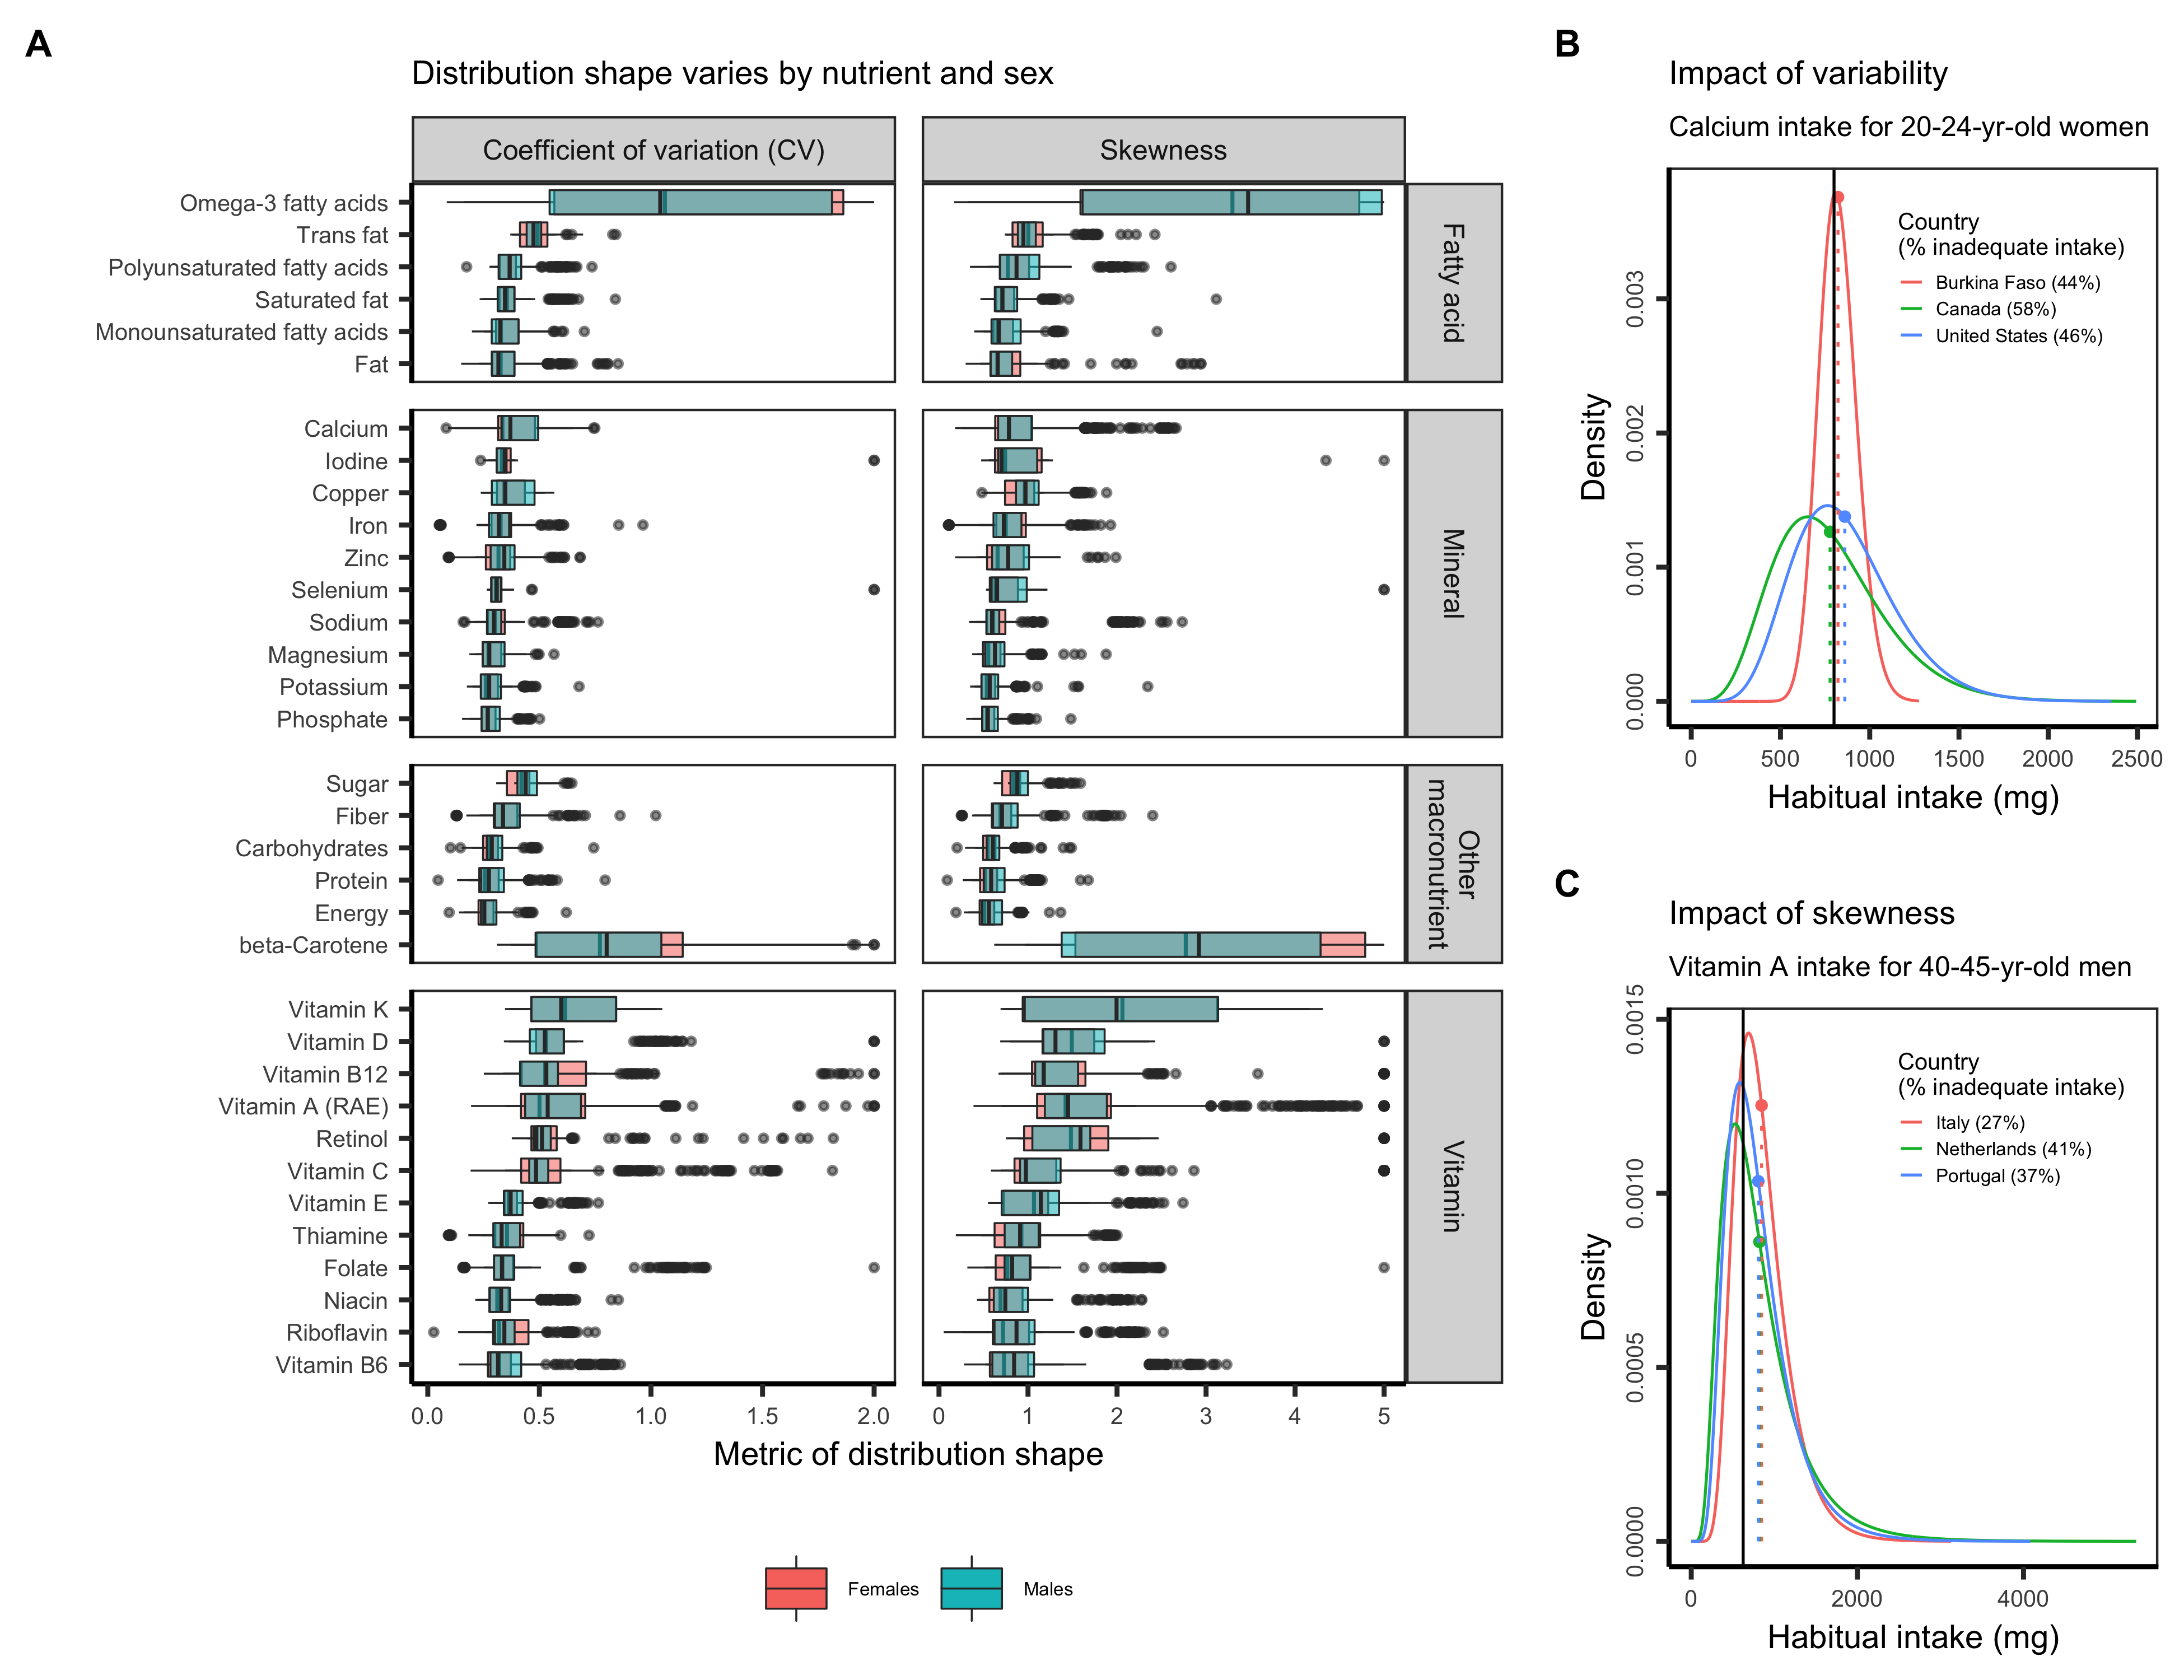 A
Distribution shape varies by nutrient and sex
Coefficient of variation (CV)
Skewness
Omega-3 fatty acids
Trans fat
Polyunsaturated fatty acids
Saturated fat
Monounsaturated fatty acids
Fat
Fatty acid
Calcium
Iodine
Copper
Iron
Zinc
Selenium
Sodium
Magnesium
Potassium
Phosphate
Mineral
Sugar
Fiber
Carbohydrates
Protein
Energy
beta-Carotene
Other
macronutrient
Vitamin K
Vitamin D
Vitamin B12
Vitamin A (RAE)
Retinol
Vitamin C
Vitamin E
Thiamine
Folate
Niacin
Riboflavin
Vitamin B6
Vitamin
0.0 0.5 1.0 1.5 2.0
0 1 2 3 4 5
Metric of distribution shape
Females
Males
B
Impact of variability
Calcium intake for 20-24-yr-old women
Country
(% inadequate intake)
Burkina Faso (44%)
Canada (58%)
United States (46%)
Density
0.003
0.002
0.001
0.000
0 500 1000 1500 2000 2500
Habitual intake (mg)
C
Impact of skewness
Vitamin A intake for 40-45-yr-old men
Country
(% inadequate intake)
Italy (27%)
Netherlands (41%)
Portugal (37%)
Density
0.0015
0.0010
0.0005
0.0000
0 2000 4000
Habitual intake (mg)